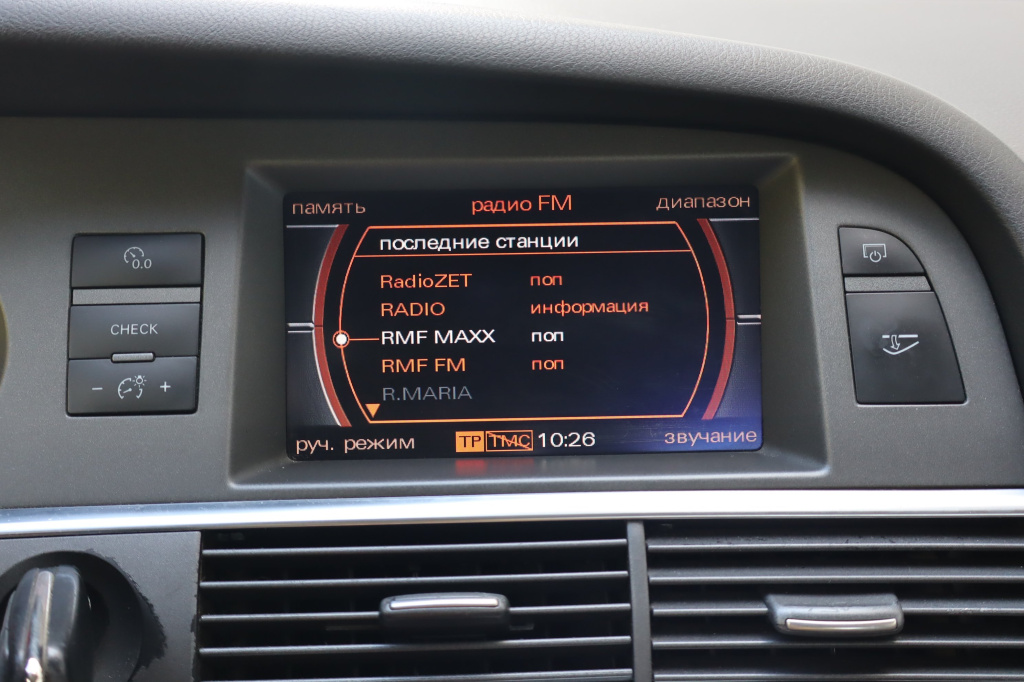 память радио FM диапазон
последние станции
RadioZET поп
RADIO информация
RMF MAXX поп
RMF FM поп
R.MARIA
руч. режим TP TMC 10:26 звучание
0.0
CHECK
- +